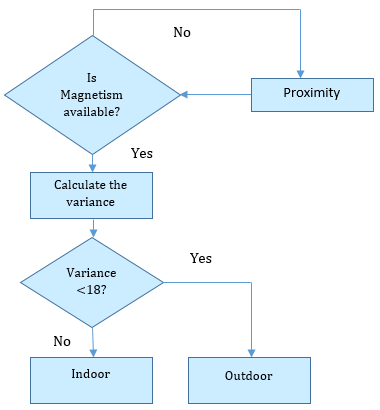 No
Is
Magnetism
available?
Proximity
Yes
Calculate the
variance
Variance
<18?
Yes
No
Indoor
Outdoor